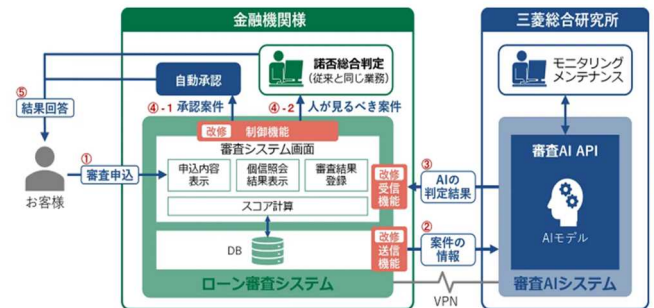 金融機関様
三菱総合研究所
諾否総合判定
(従来と同じ業務)
自動承認
モニタリング
メンテナンス
⑤
結果回答
④-1 承認案件
④-2 人が見るべき案件
改修 制御機能
審査システム画面
審査AI API
①
審査申込
お客様
申込内容
表示
個信照会
結果表示
審査結果
登録
改修
受信
機能
③
AIの
判定結果
スコア計算
AIモデル
DB
改修
送信
機能
②
案件の
情報
ローン審査システム
審査AIシステム
VPN